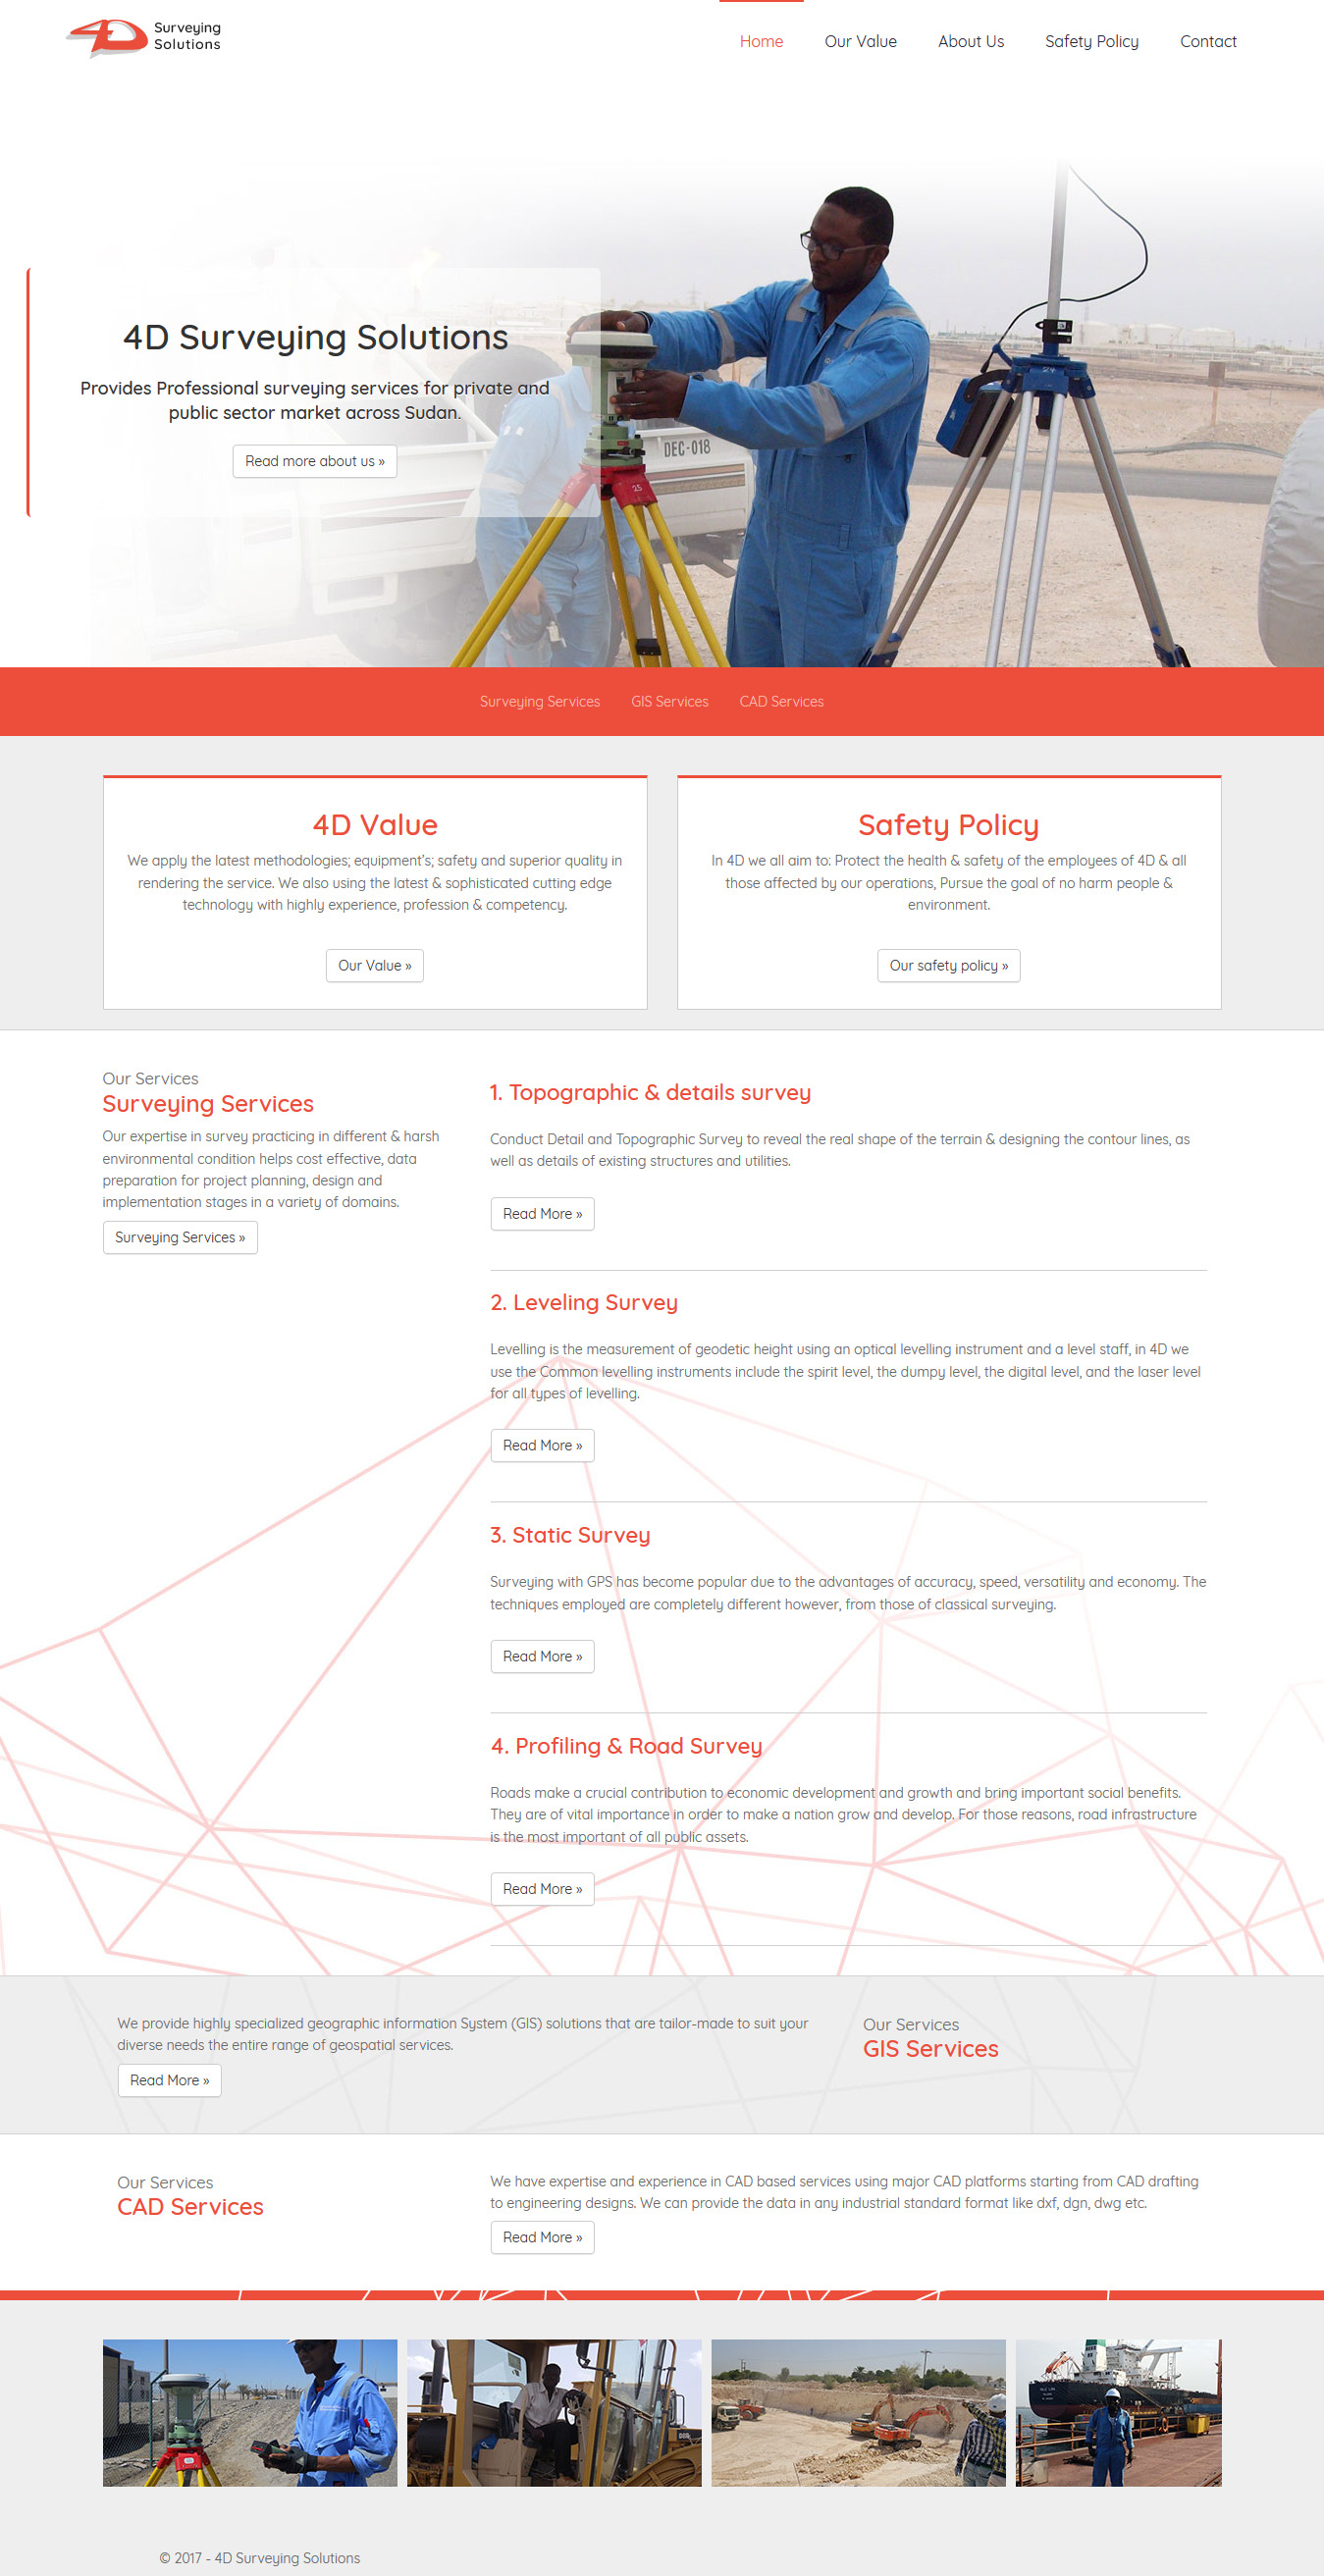 4D Surveying
Solutions
Home Our Value About Us Safety Policy Contact
DEC-018
24
25
4D Surveying Solutions
Provides Professional surveying services for private and
public sector market across Sudan.
Read more about us »
Surveying Services GIS Services CAD Services
4D Value
We apply the latest methodologies; equipment's; safety and superior quality in
rendering the service. We also using the latest & sophisticated cutting edge
technology with highly experience, profession & competency.
Our Value »
Safety Policy
In 4D we all aim to: Protect the health & safety of the employees of 4D & all
those affected by our operations, Pursue the goal of no harm people &
environment.
Our safety policy »
Our Services
Surveying Services
Our expertise in survey practicing in different & harsh
environmental condition helps cost effective, data
preparation for project planning, design and
implementation stages in a variety of domains.
Surveying Services »
1. Topographic & details survey
Conduct Detail and Topographic Survey to reveal the real shape of the terrain & designing the contour lines, as
well as details of existing structures and utilities.
Read More »
2. Leveling Survey
Levelling is the measurement of geodetic height using an optical levelling instrument and a level staff, in 4D we
use the Common levelling instruments include the spirit level, the dumpy level, the digital level, and the laser level
for all types of levelling.
Read More »
3. Static Survey
Surveying with GPS has become popular due to the advantages of accuracy, speed, versatility and economy. The
techniques employed are completely different however, from those of classical surveying.
Read More »
4. Profiling & Road Survey
Roads make a crucial contribution to economic development and growth and bring important social benefits.
They are of vital importance in order to make a nation grow and develop. For those reasons, road infrastructure
is the most important of all public assets.
Read More »
We provide highly specialized geographic information System (GIS) solutions that are tailor-made to suit your
diverse needs the entire range of geospatial services.
Read More »
Our Services
GIS Services
Our Services
CAD Services
We have expertise and experience in CAD based services using major CAD platforms starting from CAD drafting
to engineering designs. We can provide the data in any industrial standard format like dxf, dgn, dwg etc.
Read More »
© 2017 - 4D Surveying Solutions